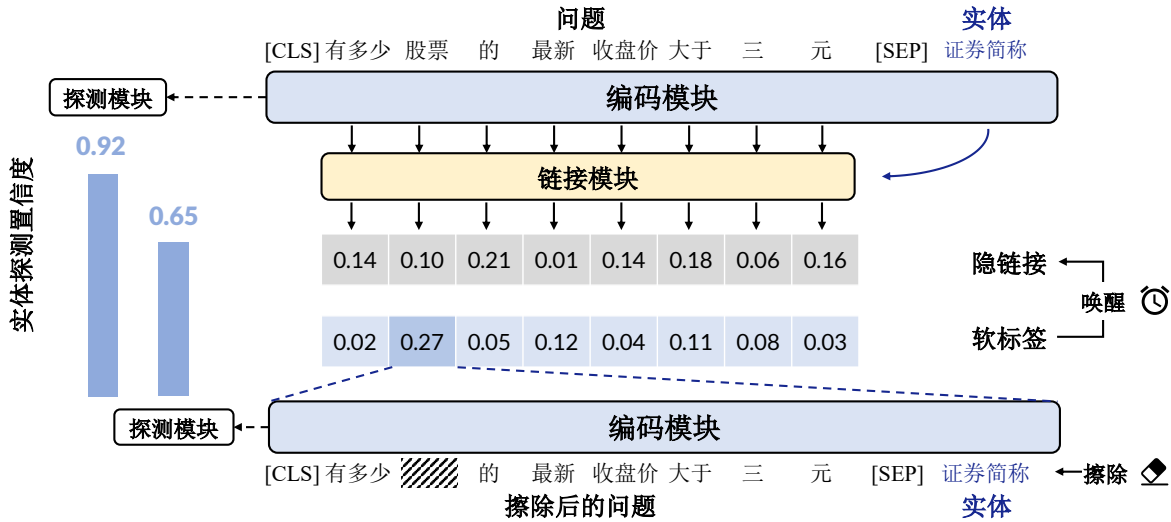 问题 实体
[CLS] 有多少 股票 的 最新 收盘价 大于 三 元 [SEP] 证券简称
探测模块
编码模块
实体探测置信度
0.92
0.65
链接模块
0.14 0.10 0.21 0.01 0.14 0.18 0.06 0.16
隐链接
唤醒
0.02 0.27 0.05 0.12 0.04 0.11 0.08 0.03
软标签
探测模块
编码模块
[CLS] 有多少 的 最新 收盘价 大于 三 元 [SEP] 证券简称
擦除
擦除后的问题 实体